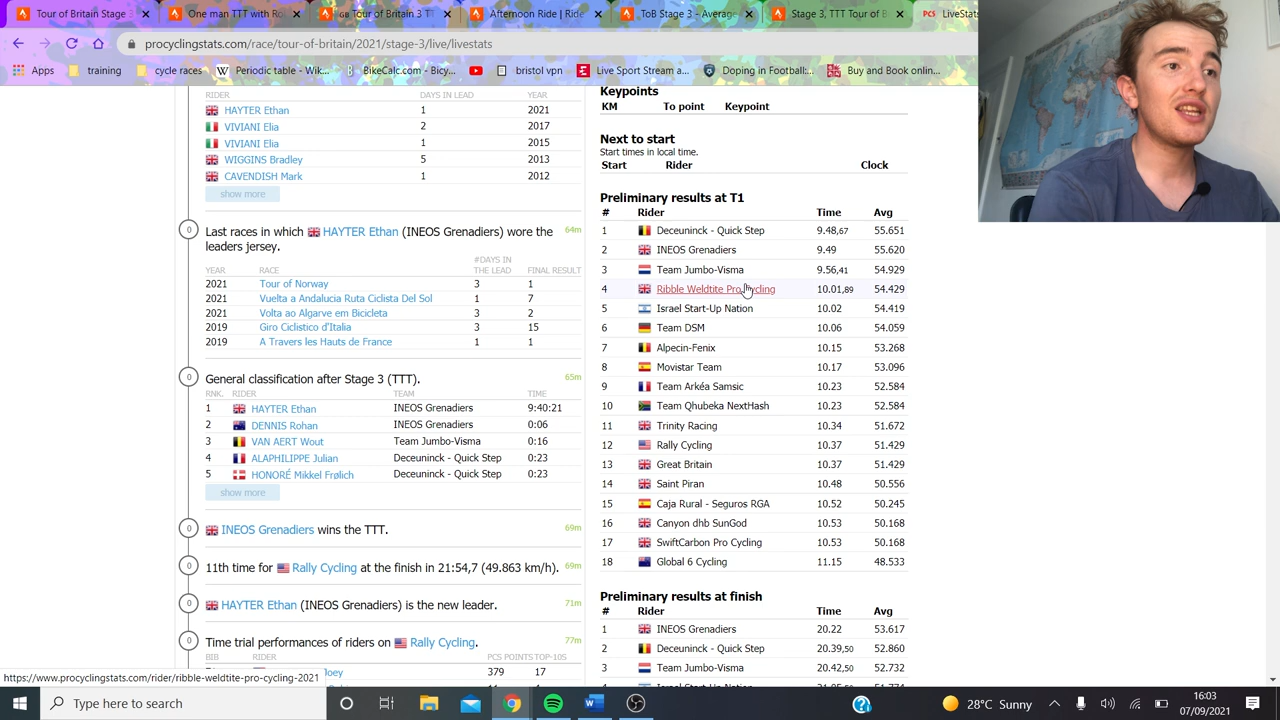 Tour of Britain Stage 3
One man TTT with Ro
Tour of Britain 3
Afternoon Ride | Ride
ToB Stage 3 - Average
Stage 3, TTT Tour of B
PCS LiveStats
procyclingstats.com/race/tour-of-britain/2021/stage-3/live/livestats
Apps
training
cycle races
W Periodic table - Wik...
BikeCalc.com - Bicy...
bristol vpn
Live Sport Stream a...
Doping in Football:...
Buy and Book onlin...
RIDER DAYS IN LEAD YEAR
HAYTER Ethan 1 2021
VIVIANI Elia 2 2017
VIVIANI Elia 1 2015
WIGGINS Bradley 5 2013
CAVENDISH Mark 1 2012
show more
0 Last races in which HAYTER Ethan (INEOS Grenadiers) wore the 64m
leaders jersey.
#DAYS IN
YEAR RACE THE LEAD FINAL RESULT
2021 Tour of Norway 3 1
2021 Vuelta a Andalucia Ruta Ciclista Del Sol 1 7
2021 Volta ao Algarve em Bicicleta 3 2
2019 Giro Ciclistico d'Italia 3 15
2019 A Travers les Hauts de France 1 1
0 General classification after Stage 3 (TTT). 65m
RNK. RIDER TEAM TIME
1 HAYTER Ethan INEOS Grenadiers 9:40:21
2 DENNIS Rohan INEOS Grenadiers 0:06
3 VAN AERT Wout Team Jumbo-Visma 0:16
4 ALAPHILIPPE Julian Deceuninck - Quick Step 0:23
5 HONORÉ Mikkel Frølich Deceuninck - Quick Step 0:23
show more
0 INEOS Grenadiers wins the TTT. 69m
0 11th time for Rally Cycling at the finish in 21:54,7 (49.863 km/h). 69m
0 HAYTER Ethan (INEOS Grenadiers) is the new leader. 71m
0 Time trial performances of riders on Rally Cycling. 77m
BIB RIDER PCS POINTS TOP-10S
Joey 379 17
Keypoints
KM To point Keypoint
Next to start
Start times in local time.
Start Rider Clock
Preliminary results at T1
# Rider Time Avg
1 Deceuninck - Quick Step 9.48,67 55.651
2 INEOS Grenadiers 9.49 55.620
3 Team Jumbo-Visma 9.56,41 54.929
4 Ribble Weldtite Pro Cycling 10.01,89 54.429
5 Israel Start-Up Nation 10.02 54.419
6 Team DSM 10.06 54.059
7 Alpecin-Fenix 10.15 53.268
8 Movistar Team 10.17 53.096
9 Team Arkéa Samsic 10.23 52.584
10 Team Qhubeka NextHash 10.23 52.584
11 Trinity Racing 10.34 51.672
12 Rally Cycling 10.37 51.429
13 Great Britain 10.37 51.429
14 Saint Piran 10.48 50.556
15 Caja Rural - Seguros RGA 10.52 50.245
16 Canyon dhb SunGod 10.53 50.168
17 SwiftCarbon Pro Cycling 10.53 50.168
18 Global 6 Cycling 11.15 48.533
Preliminary results at finish
# Rider Time Avg
1 INEOS Grenadiers 20.22 53.617
2 Deceuninck - Quick Step 20.39,50 52.860
3 Team Jumbo-Visma 20.42,50 52.732
https://www.procyclingstats.com/rider/ribble-weldtite-pro-cycling-2021
Type here to search
28°C Sunny
16:03
07/09/2021